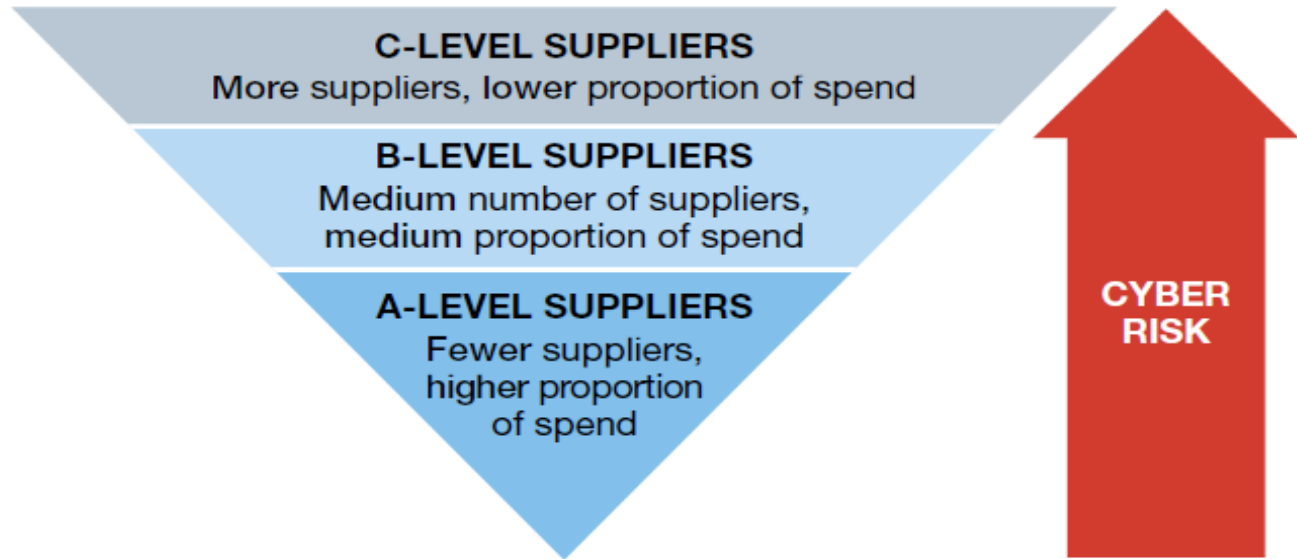 C-LEVEL SUPPLIERS
More suppliers, lower proportion of spend
B-LEVEL SUPPLIERS
Medium number of suppliers,
medium proportion of spend
A-LEVEL SUPPLIERS
Fewer suppliers,
higher proportion
of spend
CYBER
RISK